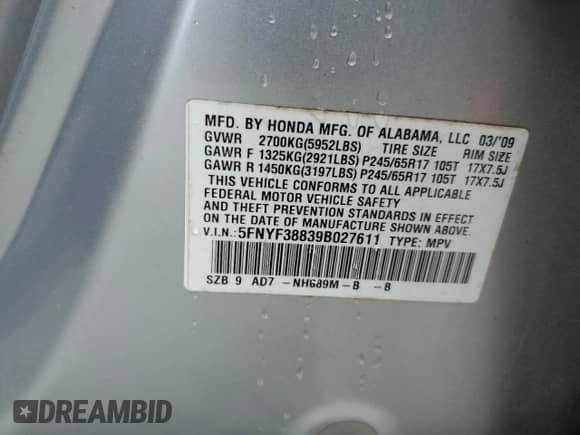 MFD. BY HONDA MFG. OF ALABAMA, LLC 03/'09
GVWR 2700KG(5952LBS) TIRE SIZE RIM SIZE
GAWR F 1325KG(2921LBS) P245/65R17 105T 17X7.5J
GAWR R 1450KG(3197LBS) P245/65R17 105T 17X7.5J
THIS VEHICLE CONFORMS TO ALL APPLICABLE
FEDERAL MOTOR VEHICLE SAFETY
AND THEFT PREVENTION STANDARDS IN EFFECT
ON THE DATE OF MANUFACTURE SHOWN ABOVE.
V.I.N.: 5FNYF38839B027611 TYPE: MPV
SZB 9 AD7 -NH689M-B -B
DREAMBID